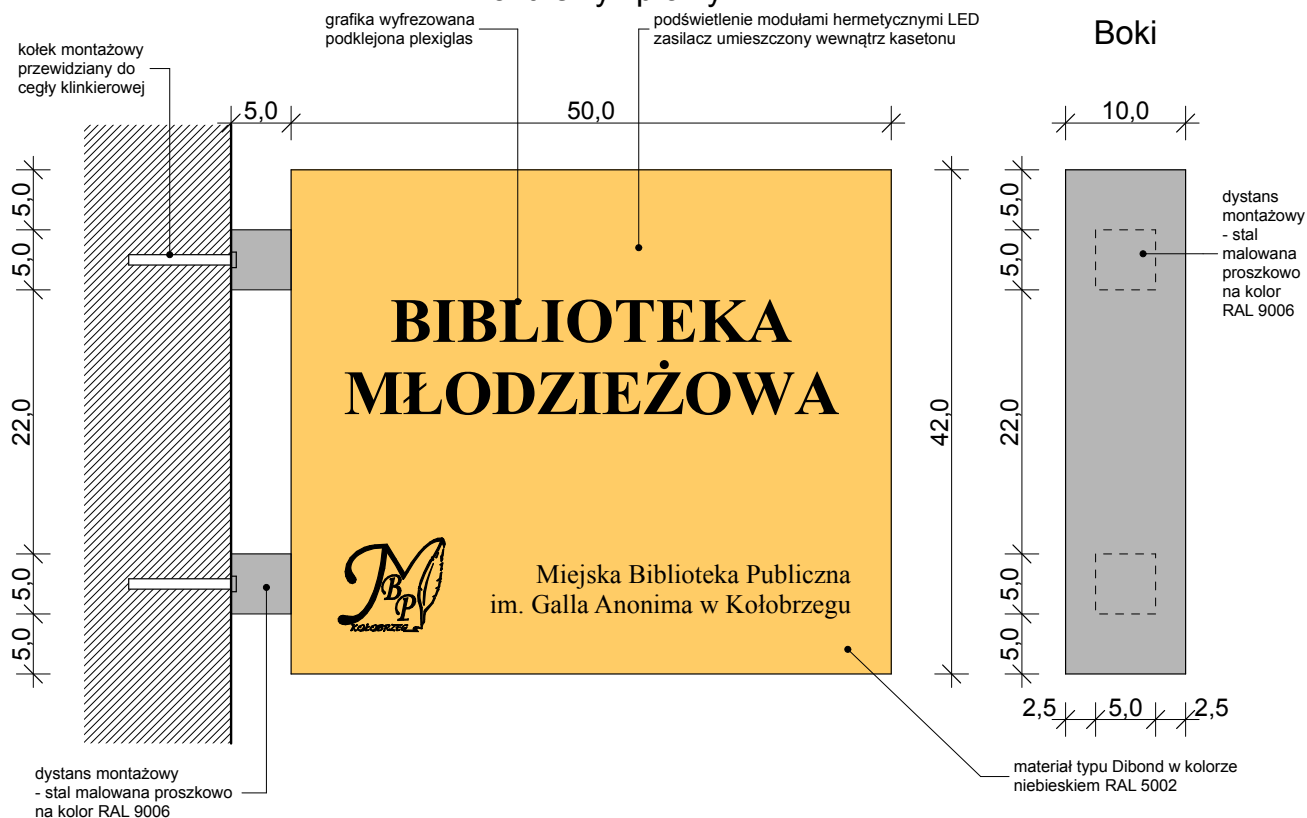 grafika wyfrezowana
podklejona plexiglas
podświetlenie modułami hermetycznymi LED
zasilacz umieszczony wewnątrz kasetonu
Boki
kołek montażowy
przewidziany do
cegły klinkierowej
5,0
50,0
10,0
5,0
5,0
22,0
5,0
5,0
BIBLIOTEKA
MŁODZIEŻOWA
MBP
KOŁOBRZEG
Miejska Biblioteka Publiczna
im. Galla Anonima w Kołobrzegu
42,0
5,0
5,0
22,0
5,0
5,0
dystans
montażowy
- stal
malowana
proszkowo
na kolor
RAL 9006
2,5
5,0
2,5
dystans montażowy
- stal malowana proszkowo
na kolor RAL 9006
materiał typu Dibond w kolorze
niebieskiem RAL 5002